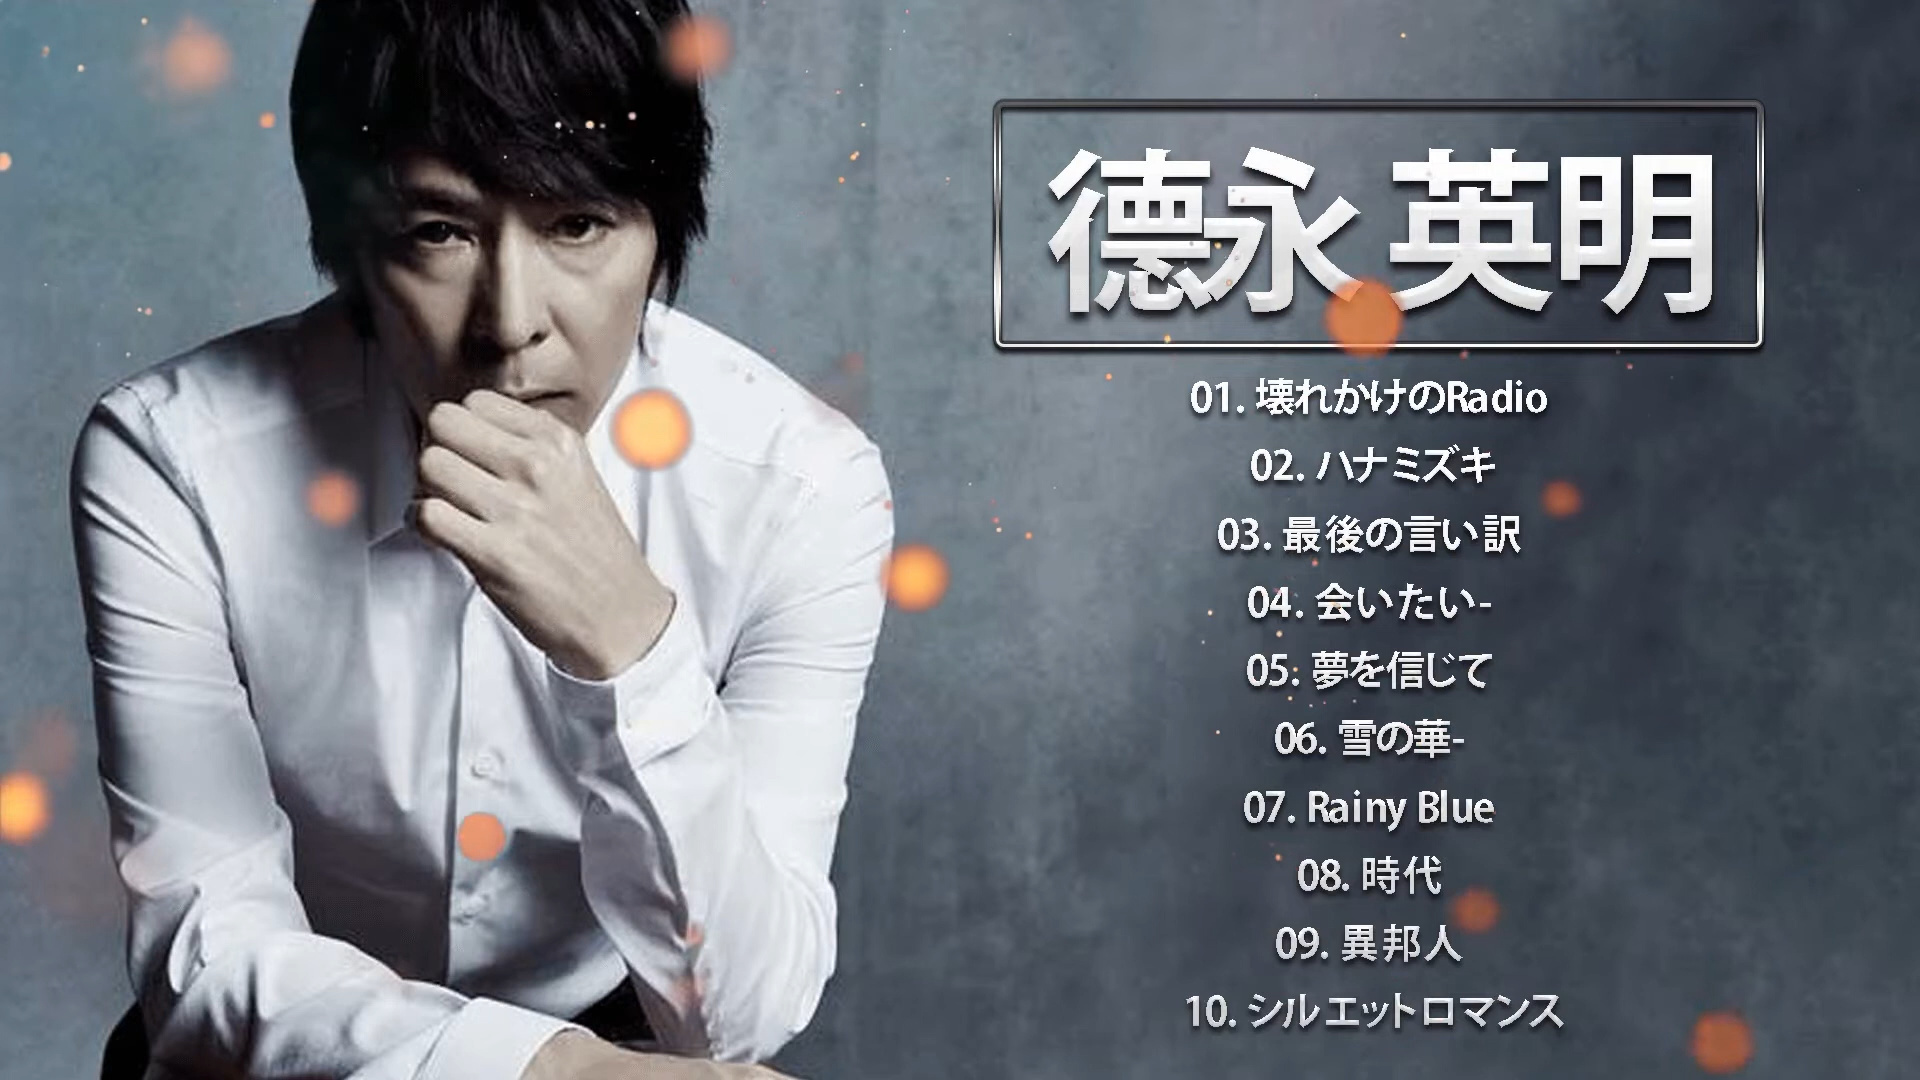 德永 英明
01. 壊れかけのRadio
02. ハナミズキ
03. 最後の言い訳
04. 会いたい-
05. 夢を信じて
06. 雪の華-
07. Rainy Blue
08. 時代
09. 異邦人
10. シルエットロマンス